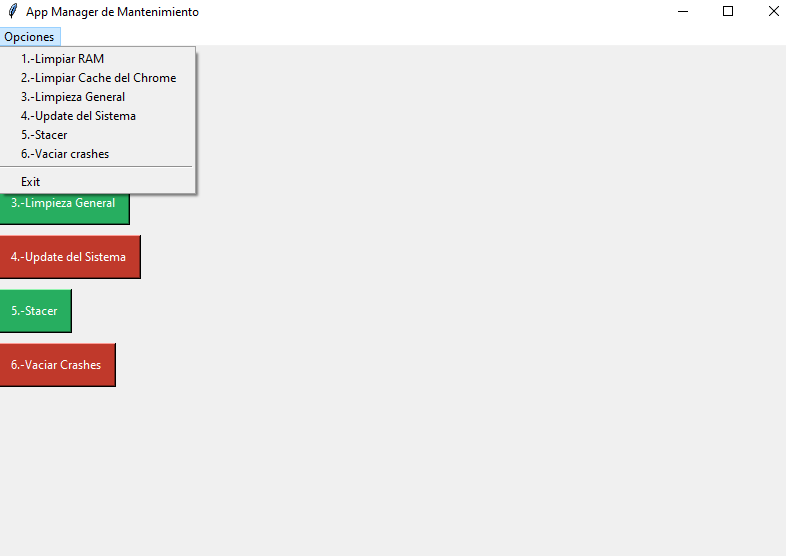 App Manager de Mantenimiento
Opciones
1.-Limpiar RAM
2.-Limpiar Cache del Chrome
3.-Limpieza General
4.-Update del Sistema
5.-Stacer
6.-Vaciar crashes
Exit
3.-Limpieza General
4.-Update del Sistema
5.-Stacer
6.-Vaciar Crashes